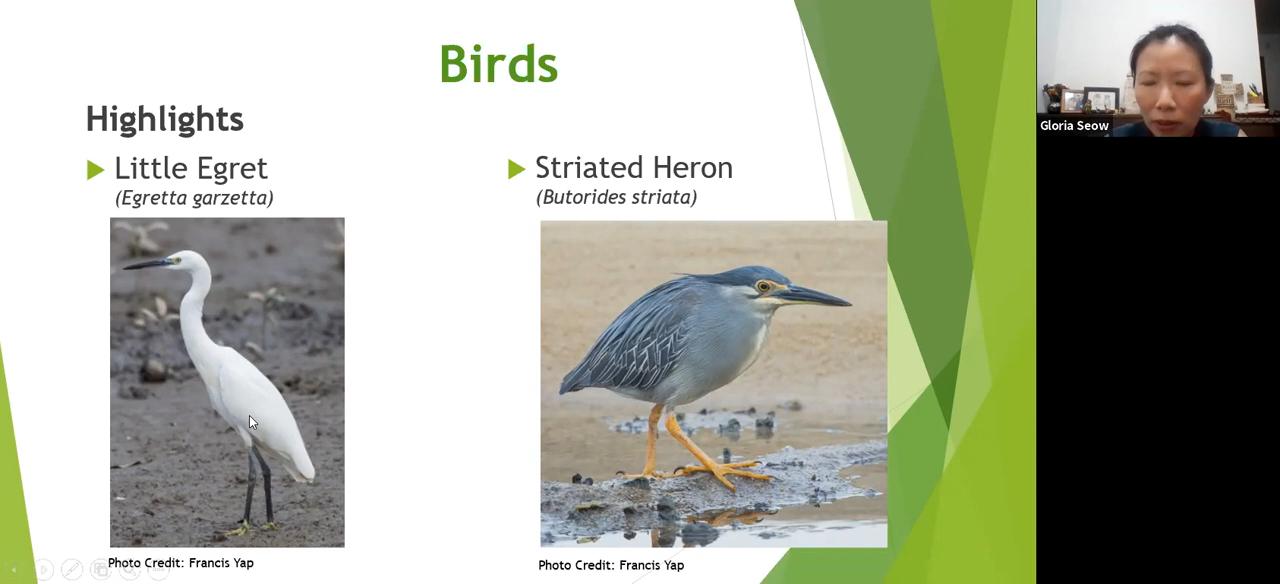 Birds
Highlights
Little Egret
(Egretta garzetta)
Striated Heron
(Butorides striata)
Photo Credit: Francis Yap
Photo Credit: Francis Yap
Gloria Seow